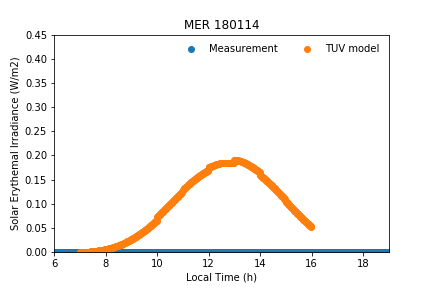 MER 180114
Measurement
TUV model
Solar Erythemal Irradiance (W/m2)
0.45
0.40
0.35
0.30
0.25
0.20
0.15
0.10
0.05
0.00
6 8 10 12 14 16 18
Local Time (h)